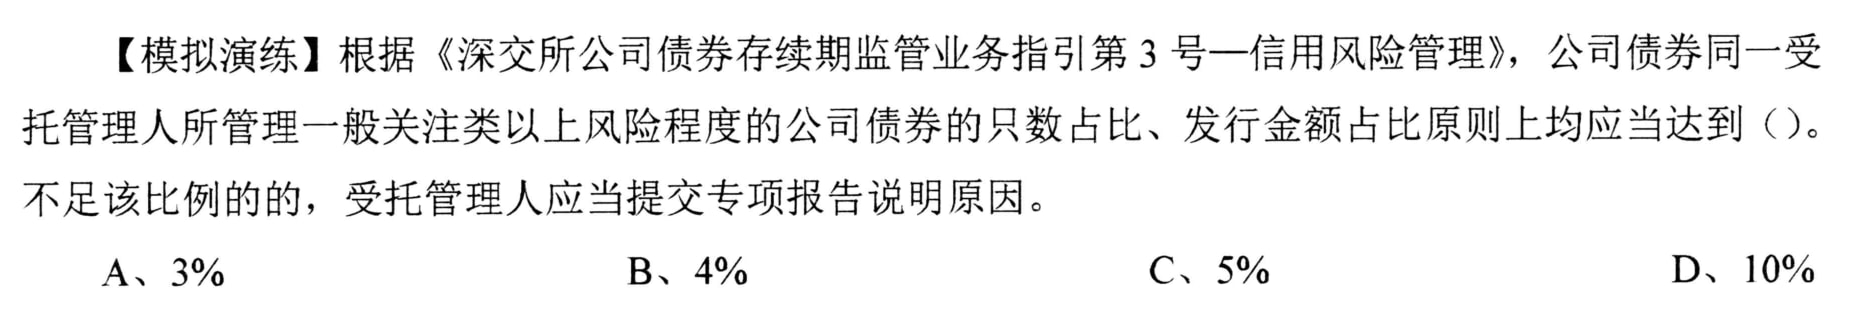 【模拟演练】根据《深交所公司债券存续期监管业务指引第 3 号—信用风险管理》，公司债券同一受
托管理人所管理一般关注类以上风险程度的公司债券的只数占比、发行金额占比原则上均应当达到（）。
不足该比例的的，受托管理人应当提交专项报告说明原因。
A、3% B、4% C、5% D、10%